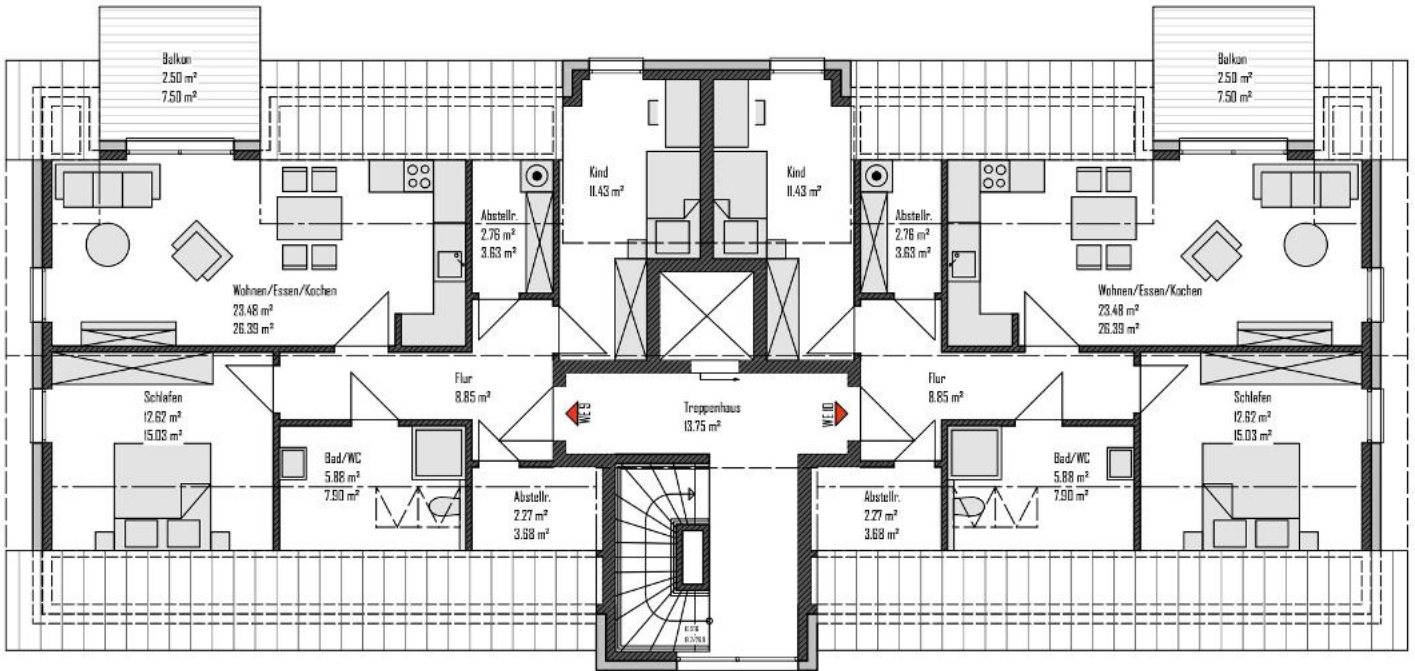 Balkon
2.50 m²
7.50 m²
Balkon
2.50 m²
7.50 m²
Kind
11.43 m²
Kind
11.43 m²
Abstellr.
2.76 m²
3.63 m²
Abstellr.
2.76 m²
3.63 m²
Wohnen/Essen/Kochen
23.48 m²
26.39 m²
Wohnen/Essen/Kochen
23.48 m²
26.39 m²
Schlafen
12.62 m²
15.03 m²
Flur
8.85 m²
WE 9
Treppenhaus
13.75 m²
WE 10
Flur
8.85 m²
Schlafen
12.62 m²
15.03 m²
Bad/WC
5.88 m²
7.90 m²
Bad/WC
5.88 m²
7.90 m²
Abstellr.
2.27 m²
3.68 m²
Abstellr.
2.27 m²
3.68 m²